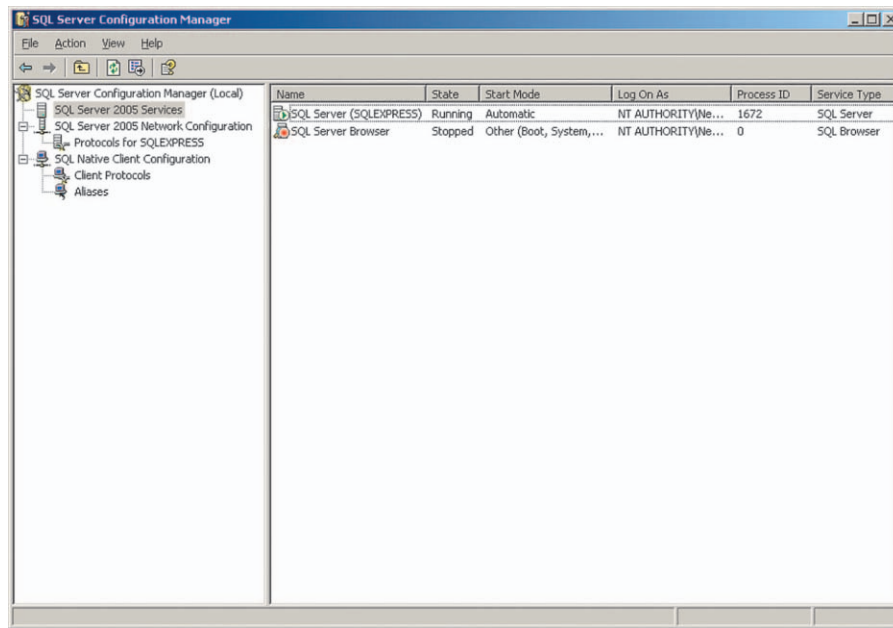 SQL Server Configuration Manager
File Action View Help
SQL Server Configuration Manager (Local)
SQL Server 2005 Services
SQL Server 2005 Network Configuration
Protocols for SQLEXPRESS
SQL Native Client Configuration
Client Protocols
Aliases
Name State Start Mode Log On As Process ID Service Type
SQL Server (SQLEXPRESS) Running Automatic NT AUTHORITY\Ne... 1672 SQL Server
SQL Server Browser Stopped Other (Boot, System,... NT AUTHORITY\Ne... 0 SQL Browser